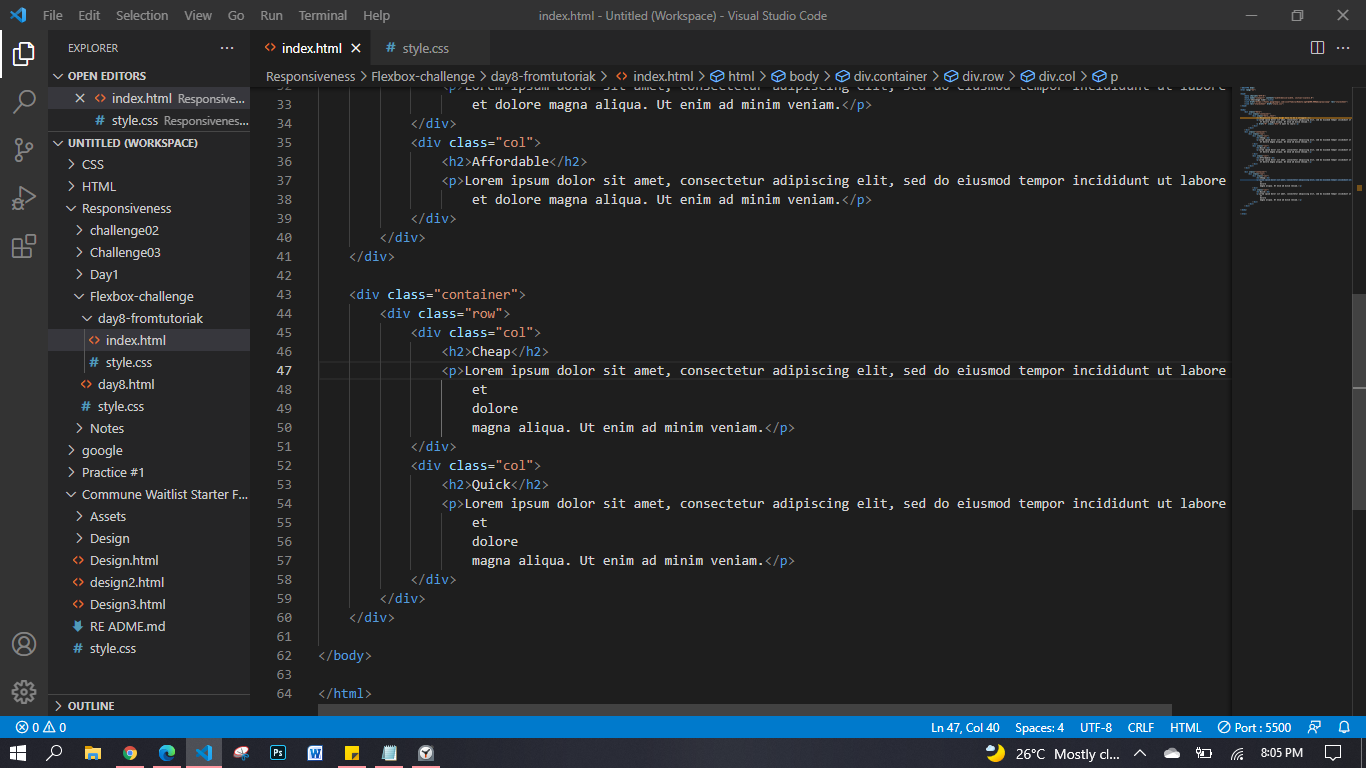 File Edit Selection View Go Run Terminal Help index.html - Untitled (Workspace) - Visual Studio Code
EXPLORER
OPEN EDITORS
index.html Responsive...
style.css Responsivenes...
UNTITLED (WORKSPACE)
CSS
HTML
Responsiveness
challenge02
Challenge03
Day1
Flexbox-challenge
day8-fromtutoriak
index.html
style.css
day8.html
style.css
Notes
google
Practice #1
Commune Waitlist Starter F...
Assets
Design
Design.html
design2.html
Design3.html
RE ADME.md
style.css
OUTLINE
index.html style.css
Responsiveness > Flexbox-challenge > day8-fromtutoriak > index.html > html > body > div.container > div.row > div.col > p
32 <p>Lorem ipsum dolor sit amet, consectetur adipiscing elit, sed do eiusmod tempor incididunt ut labore
33 et dolore magna aliqua. Ut enim ad minim veniam.</p>
34 </div>
35 <div class="col">
36 <h2>Affordable</h2>
37 <p>Lorem ipsum dolor sit amet, consectetur adipiscing elit, sed do eiusmod tempor incididunt ut labore
38 et dolore magna aliqua. Ut enim ad minim veniam.</p>
39 </div>
40 </div>
41 </div>
42
43 <div class="container">
44 <div class="row">
45 <div class="col">
46 <h2>Cheap</h2>
47 <p>Lorem ipsum dolor sit amet, consectetur adipiscing elit, sed do eiusmod tempor incididunt ut labore
48 et
49 dolore
50 magna aliqua. Ut enim ad minim veniam.</p>
51 </div>
52 <div class="col">
53 <h2>Quick</h2>
54 <p>Lorem ipsum dolor sit amet, consectetur adipiscing elit, sed do eiusmod tempor incididunt ut labore
55 et
56 dolore
57 magna aliqua. Ut enim ad minim veniam.</p>
58 </div>
59 </div>
60 </div>
61
62 </body>
63
64 </html>
0 0 Ln 47, Col 40 Spaces: 4 UTF-8 CRLF HTML Port : 5500
Ps W 26°C Mostly cl... 8:05 PM